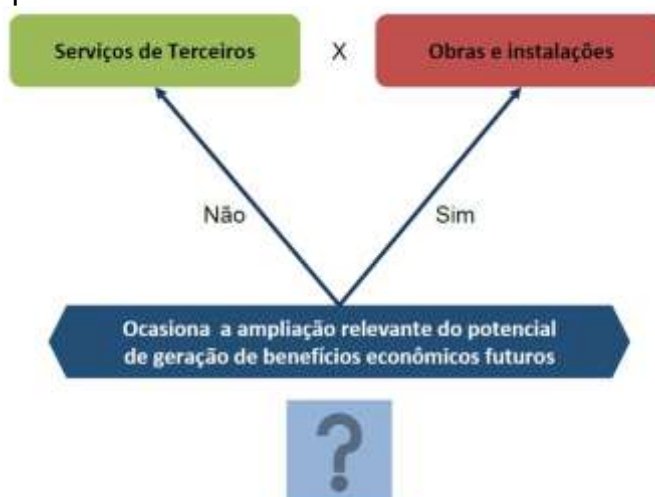 Serviços de Terceiros X Obras e instalações
Não Sim
Ocasiona a ampliação relevante do potencial
de geração de benefícios econômicos futuros
?